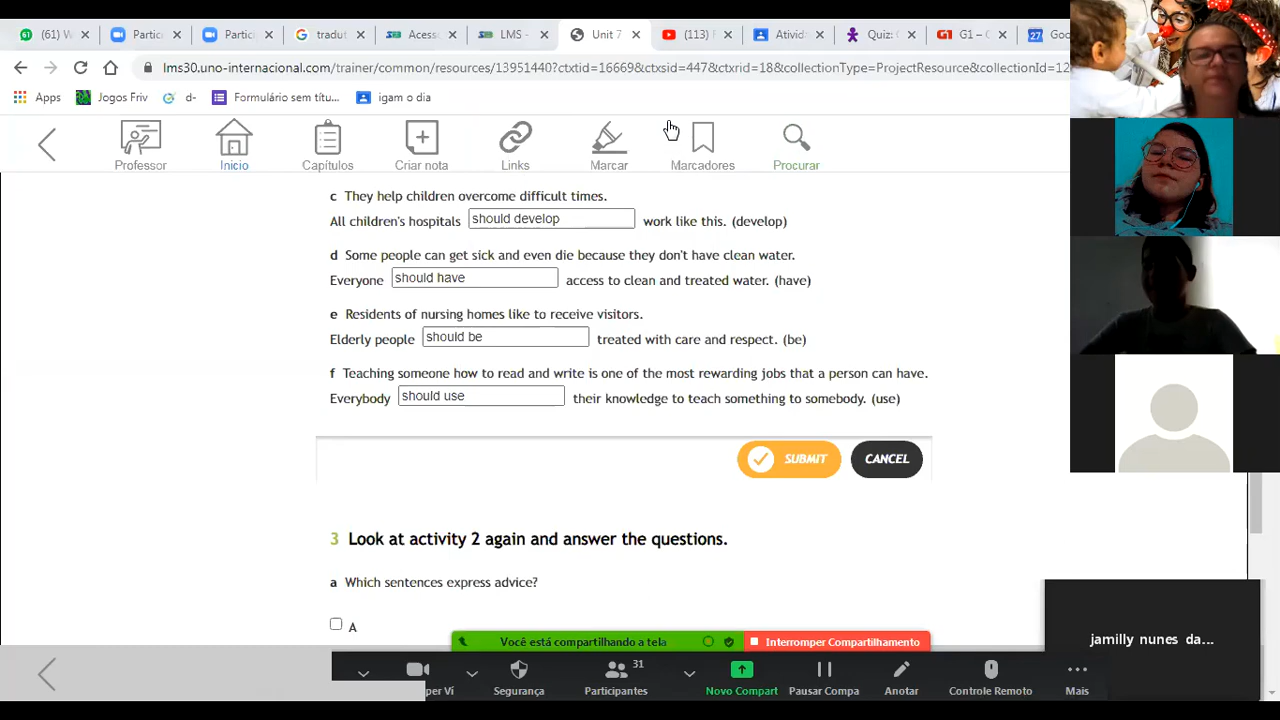 (61) W
Partic
Partic
tradut
Acess
LMS -
Unit 7
(113) F
Ativid
Quiz: C
G1 – C
27
Goo
lms30.uno-internacional.com/trainer/common/resources/13951440?ctxtid=16669&ctxsid=447&ctxrid=18&collectionType=ProjectResource&collectionId=12
Apps
Jogos Friv
d-
Formulário sem títu...
igam o dia
Professor
Inicio
Capítulos
Criar nota
Links
Marcar
Marcadores
Procurar
c They help children overcome difficult times.
All children's hospitals should develop work like this. (develop)
d Some people can get sick and even die because they don't have clean water.
Everyone should have access to clean and treated water. (have)
e Residents of nursing homes like to receive visitors.
Elderly people should be treated with care and respect. (be)
f Teaching someone how to read and write is one of the most rewarding jobs that a person can have.
Everybody should use their knowledge to teach something to somebody. (use)
SUBMIT
CANCEL
3 Look at activity 2 again and answer the questions.
a Which sentences express advice?
A
Você está compartilhando a tela
Interromper Compartilhamento
jamilly nunes da...
per Ví
Segurança
Participantes
31
Novo Compart
Pausar Compa
Anotar
Controle Remoto
Mais